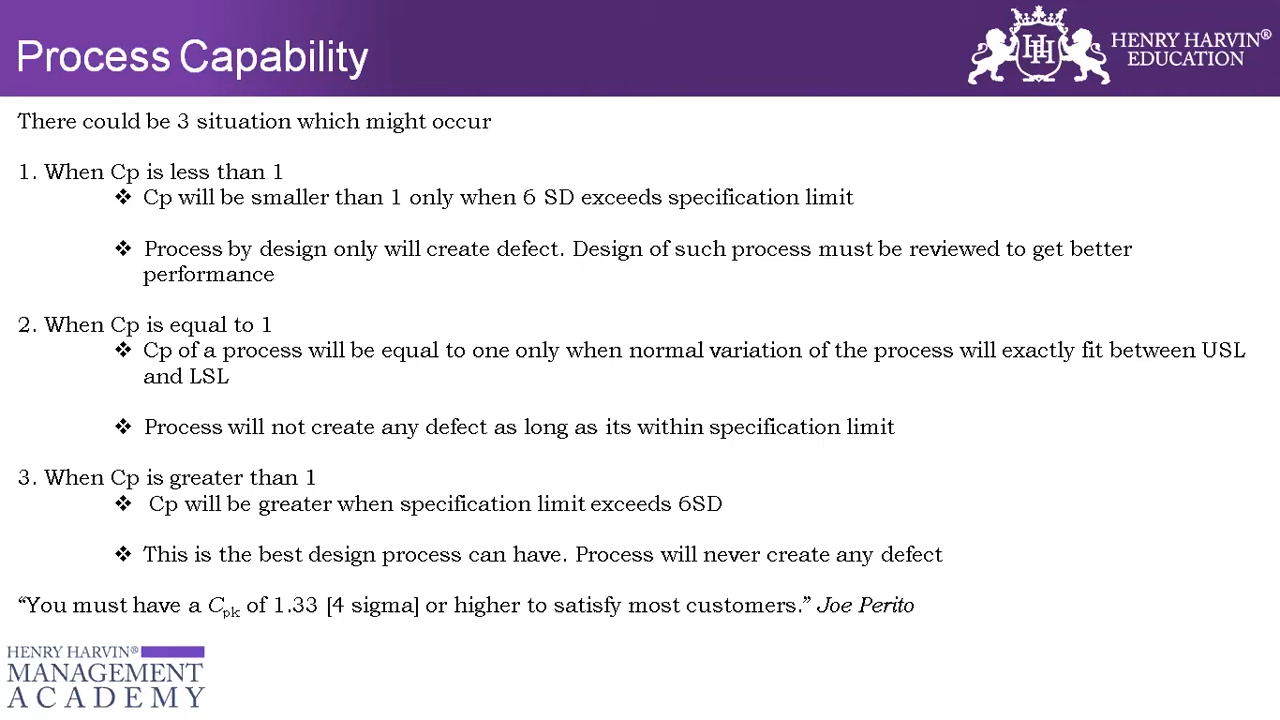 Process Capability
HENRY HARVIN®
EDUCATION
There could be 3 situation which might occur
1. When Cp is less than 1
❖ Cp will be smaller than 1 only when 6 SD exceeds specification limit
❖ Process by design only will create defect. Design of such process must be reviewed to get better
performance
2. When Cp is equal to 1
❖ Cp of a process will be equal to one only when normal variation of the process will exactly fit between USL
and LSL
❖ Process will not create any defect as long as its within specification limit
3. When Cp is greater than 1
❖ Cp will be greater when specification limit exceeds 6SD
❖ This is the best design process can have. Process will never create any defect
“You must have a Cpk of 1.33 [4 sigma] or higher to satisfy most customers.” Joe Perito
HENRY HARVIN®
MANAGEMENT
ACADEMY